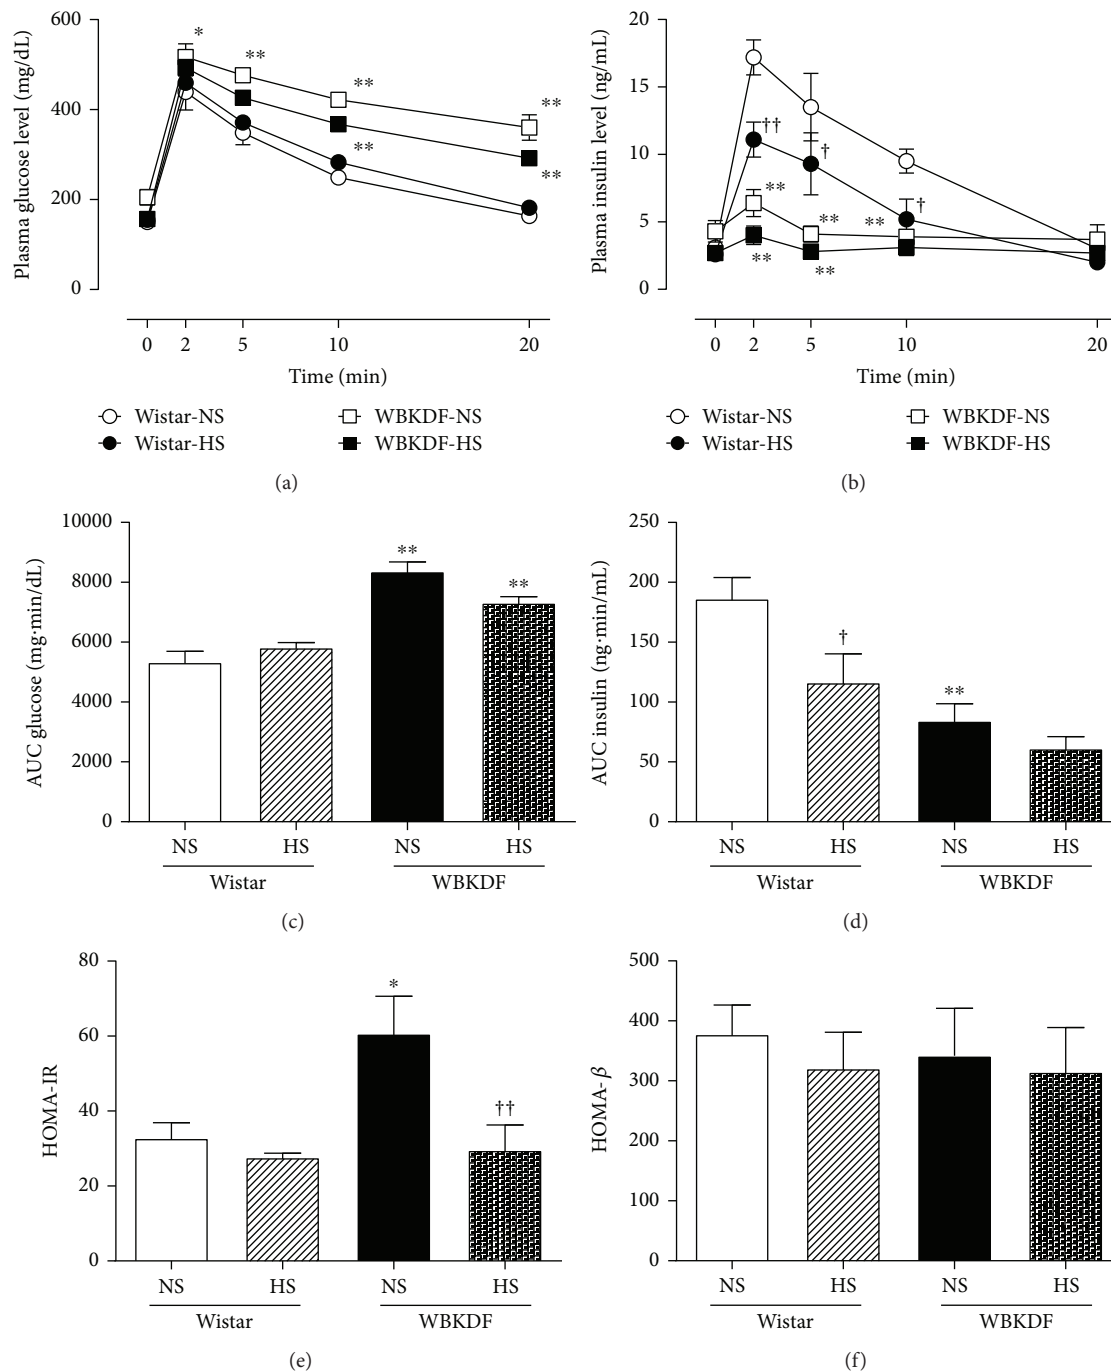 Plasma glucose level (mg/dL)
600
400
200
0
*
**
**
**
**
**
0 2 5 10 20
Time (min)
Wistar-NS WBKDF-NS
Wistar-HS WBKDF-HS
(a)
Plasma insulin level (ng/mL)
20
15
10
5
0
††
†
†
**
**
**
**
**
0 2 5 10 20
Time (min)
Wistar-NS WBKDF-NS
Wistar-HS WBKDF-HS
(b)
AUC glucose (mg·min/dL)
10000
8000
6000
4000
2000
0
**
**
NS HS NS HS
Wistar WBKDF
(c)
AUC insulin (ng·min/mL)
250
200
150
100
50
0
†
**
NS HS NS HS
Wistar WBKDF
(d)
HOMA-IR
80
60
40
20
0
*
††
NS HS NS HS
Wistar WBKDF
(e)
HOMA-β
500
400
300
200
100
0
NS HS NS HS
Wistar WBKDF
(f)